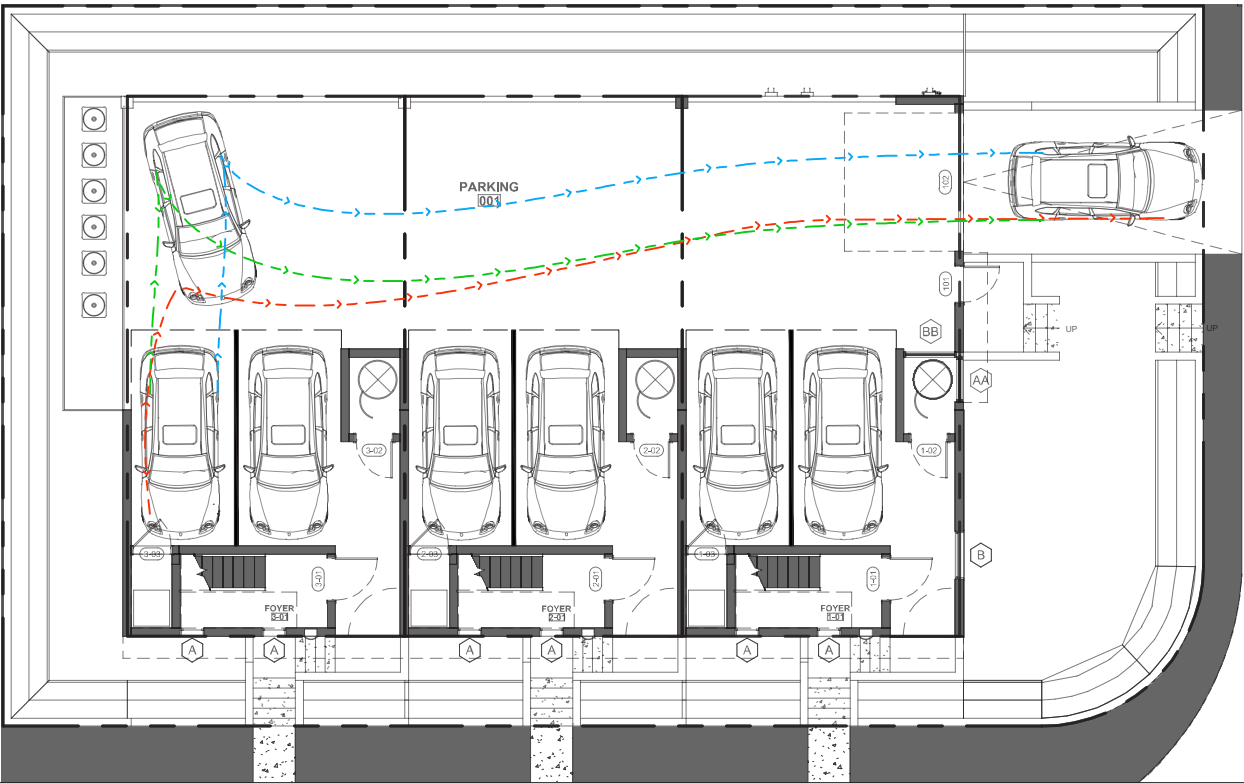 PARKING
001
102
101
BB
UP
UP
AA
3-02
2-02
1-02
3-03
2-03
1-03
B
3-01
2-01
1-01
FOYER
3-01
FOYER
2-01
FOYER
1-01
A
A
A
A
A
A